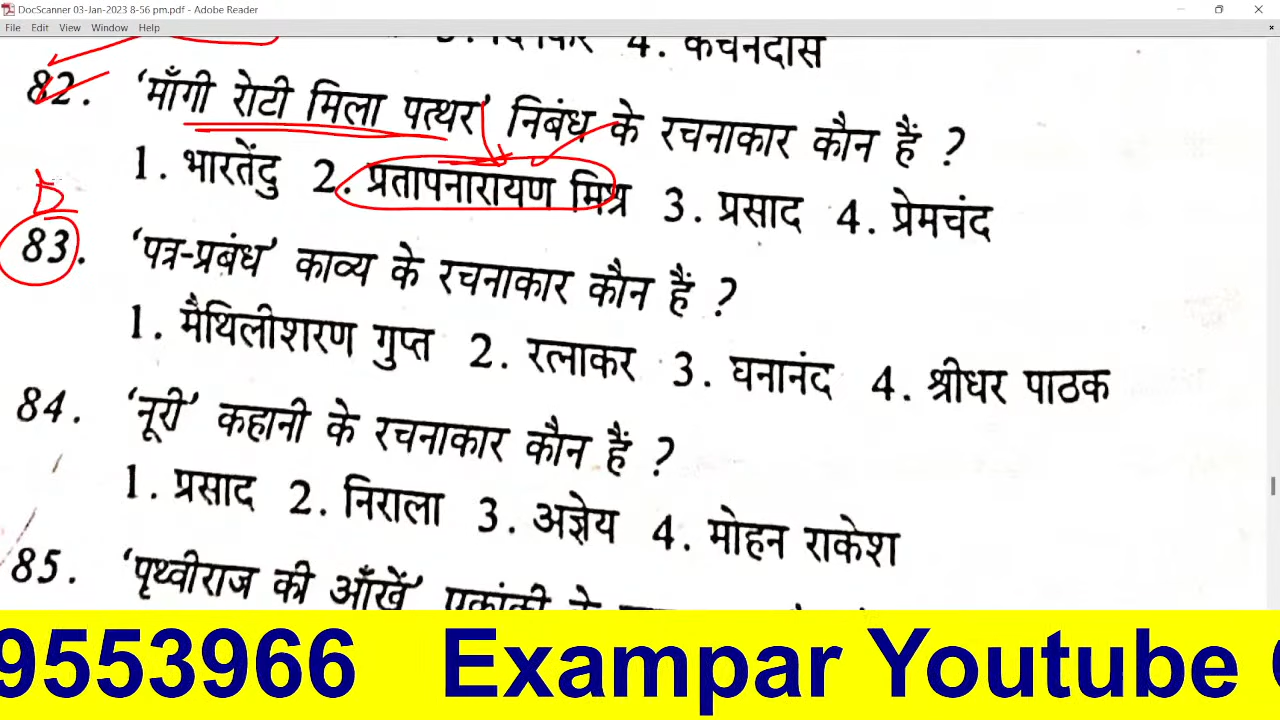 DocScanner 03-Jan-2023 8-56 pm.pdf - Adobe Reader
File Edit View Window Help
4. कंचनदास
82. 'माँगी रोटी मिला पत्थर' निबंध के रचनाकार कौन हैं ?
1. भारतेंदु 2. प्रतापनारायण मिश्र 3. प्रसाद 4. प्रेमचंद
83. 'पत्र-प्रबंध' काव्य के रचनाकार कौन हैं ?
1. मैथिलीशरण गुप्त 2. रत्नाकर 3. घनानंद 4. श्रीधर पाठक
84. 'नूरी' कहानी के रचनाकार कौन हैं ?
1. प्रसाद 2. निराला 3. अज्ञेय 4. मोहन राकेश
85. 'पृथ्वीराज की आँखें' एकांकी के
9553966 Exampar Youtube